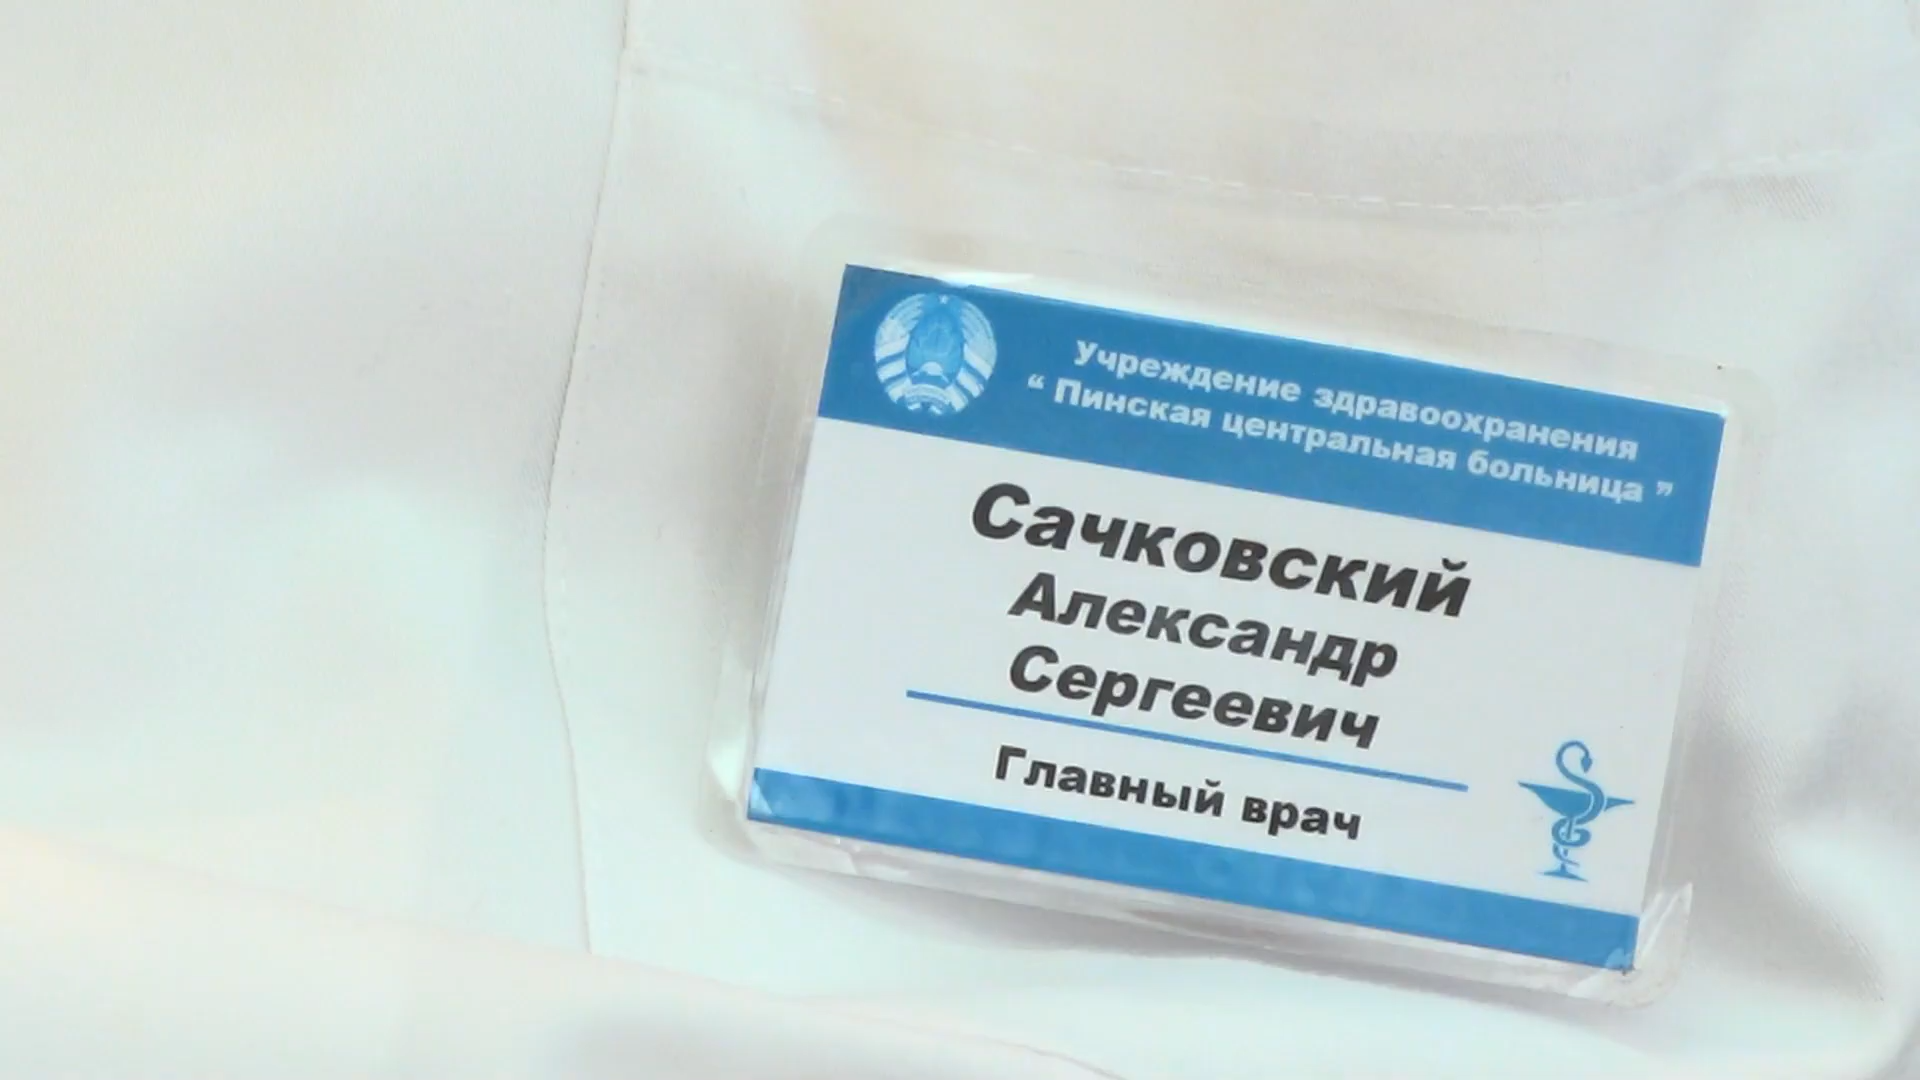 Учреждение здравоохранения
“ Пинская центральная больница ”
Сачковский
Александр
Сергеевич
Главный врач